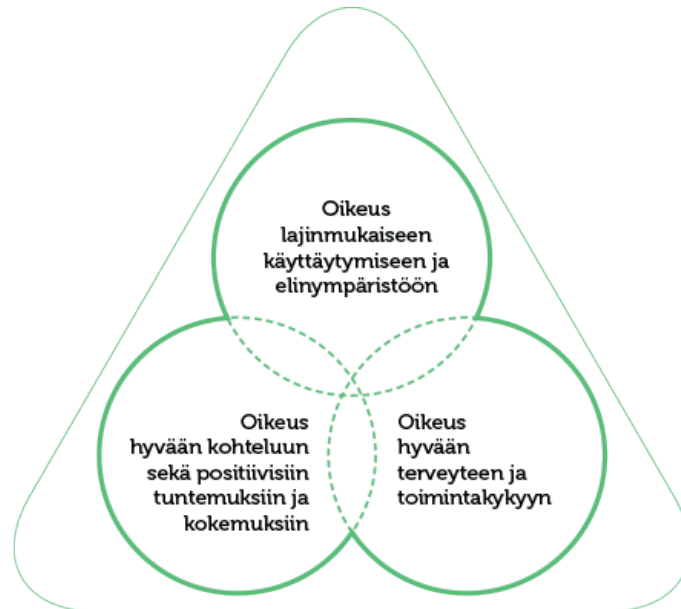 Oikeus
lajinmukaiseen
käyttäytymiseen ja
elinympäristöön
Oikeus
hyvään kohteluun
sekä positiivisiin
tuntemuksiin ja
kokemuksiin
Oikeus
hyvään
terveyteen ja
toimintakykyyn